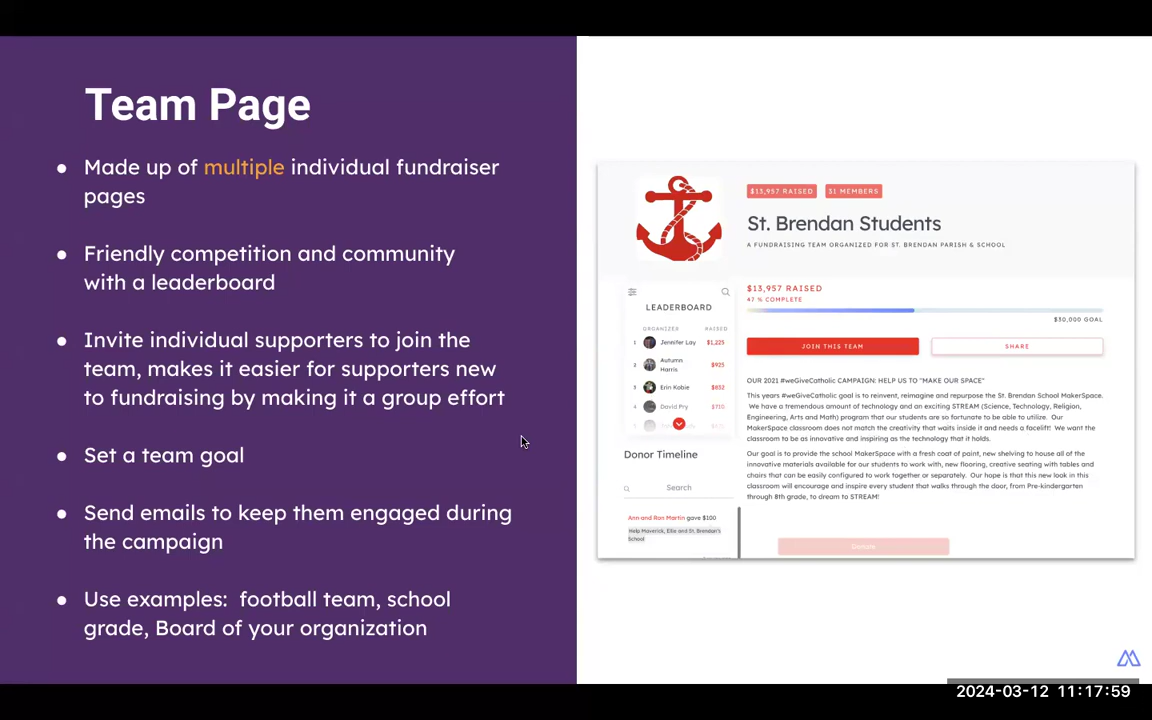 Team Page
● Made up of multiple individual fundraiser
pages
● Friendly competition and community
with a leaderboard
● Invite individual supporters to join the
team, makes it easier for supporters new
to fundraising by making it a group effort
● Set a team goal
● Send emails to keep them engaged during
the campaign
● Use examples:  football team, school
grade, Board of your organization
$13,957 RAISED 31 MEMBERS
St. Brendan Students
A FUNDRAISING TEAM ORGANIZED FOR ST. BRENDAN PARISH & SCHOOL
LEADERBOARD
ORGANIZER RAISED
1 Jennifer Lay $1,225
2 Autumn
Harris $925
3 Erin Kobie $832
4 David Pry $710
Donor Timeline
Search
Ann and Ron Martin gave $100
Help Maverick, Ellie and St. Brendan's
School
$13,957 RAISED
47 % COMPLETE
$30,000 GOAL
JOIN THIS TEAM SHARE
OUR 2021 #weGiveCatholic CAMPAIGN: HELP US TO "MAKE OUR SPACE"
This years #weGiveCatholic goal is to reinvent, reimagine and repurpose the St. Brendan School MakerSpace.
We have a tremendous amount of technology and an exciting STREAM (Science, Technology, Religion,
Engineering, Arts and Math) program that our students are so fortunate to be able to utilize.  Our
MakerSpace classroom does not match the creativity that waits inside it and needs a facelift!  We want the
classroom to be as innovative and inspiring as the technology that it holds.
Our goal is to provide the school MakerSpace with a fresh coat of paint, new shelving to house all of the
innovative materials available for our students to work with, new flooring, creative seating with tables and
chairs that can be easily configured to work together or separately.  Our hope is that this new look in this
classroom will encourage and inspire every student that walks through the door, from Pre-kindergarten
through 8th grade, to dream to STREAM!
Donate
2024-03-12 11:17:59